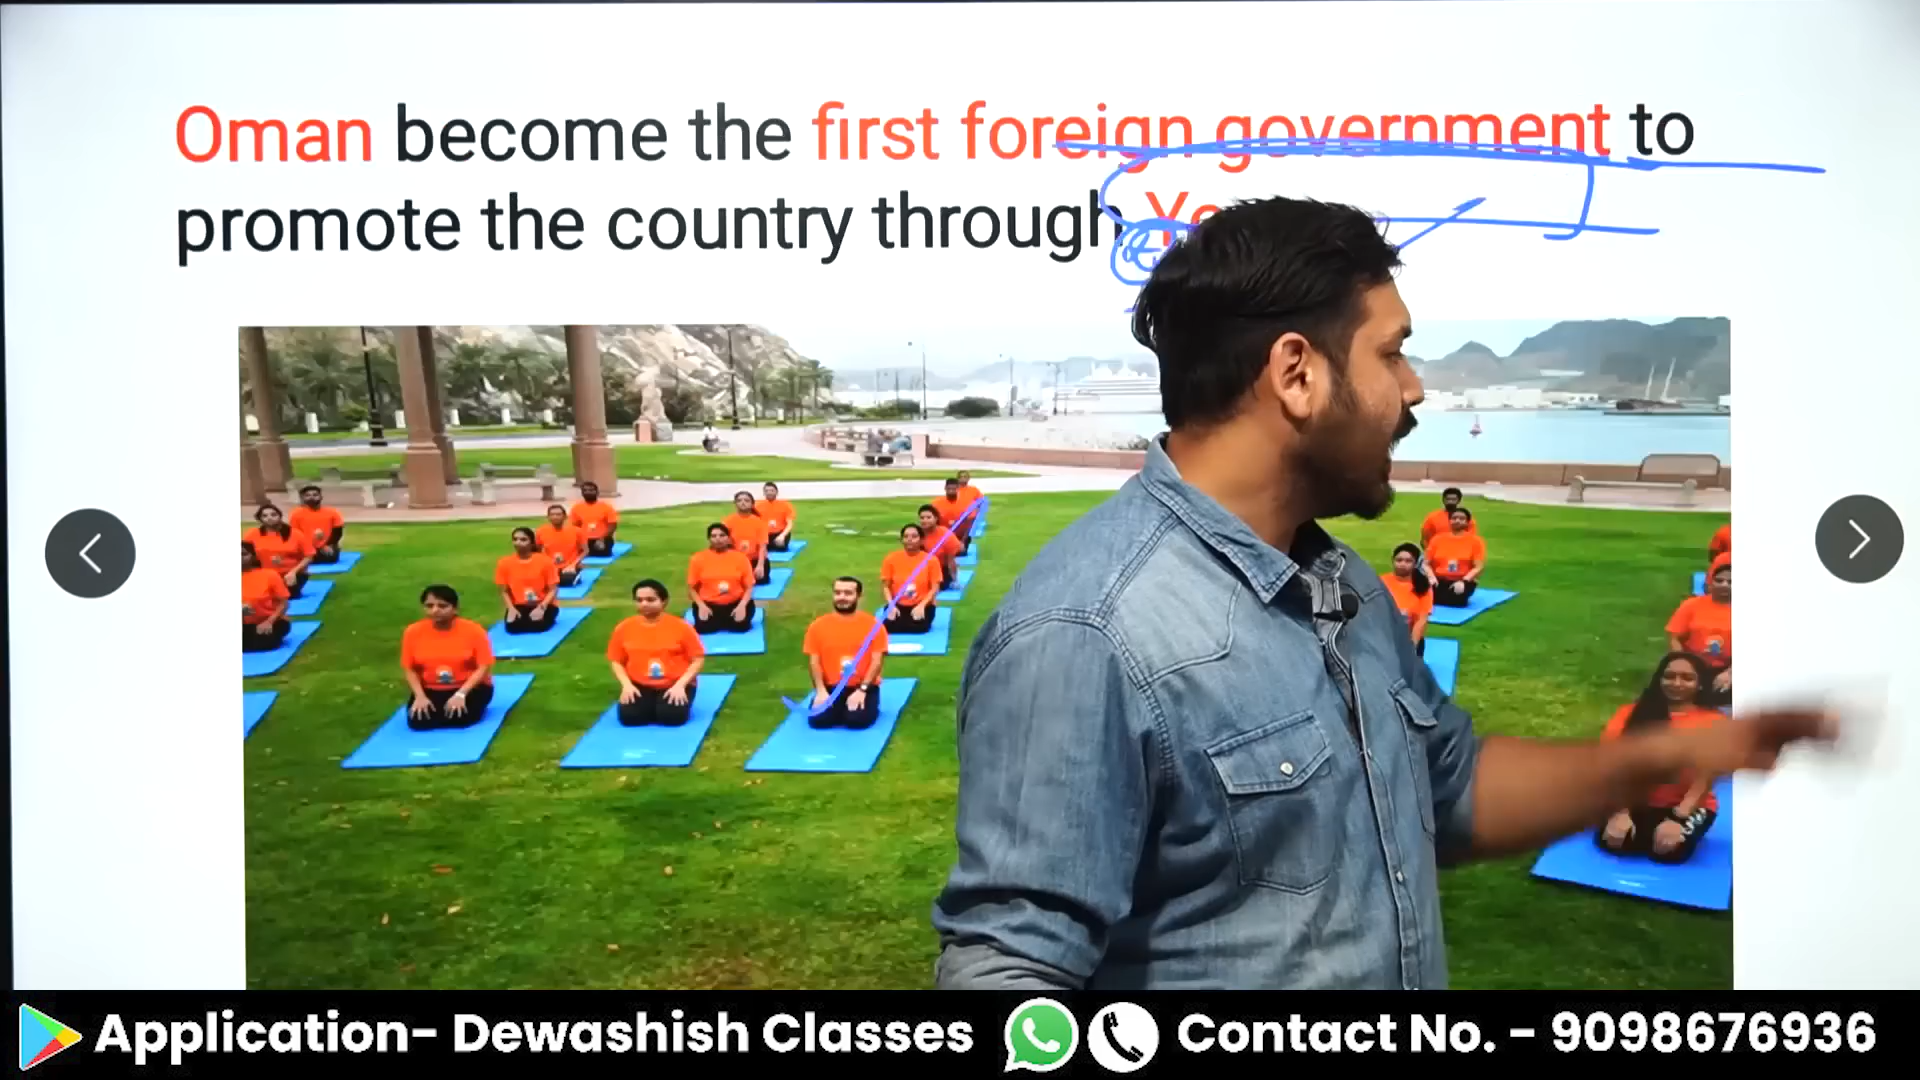 Oman become the first foreign government to
promote the country through
Application- Dewashish Classes
Contact No. - 9098676936